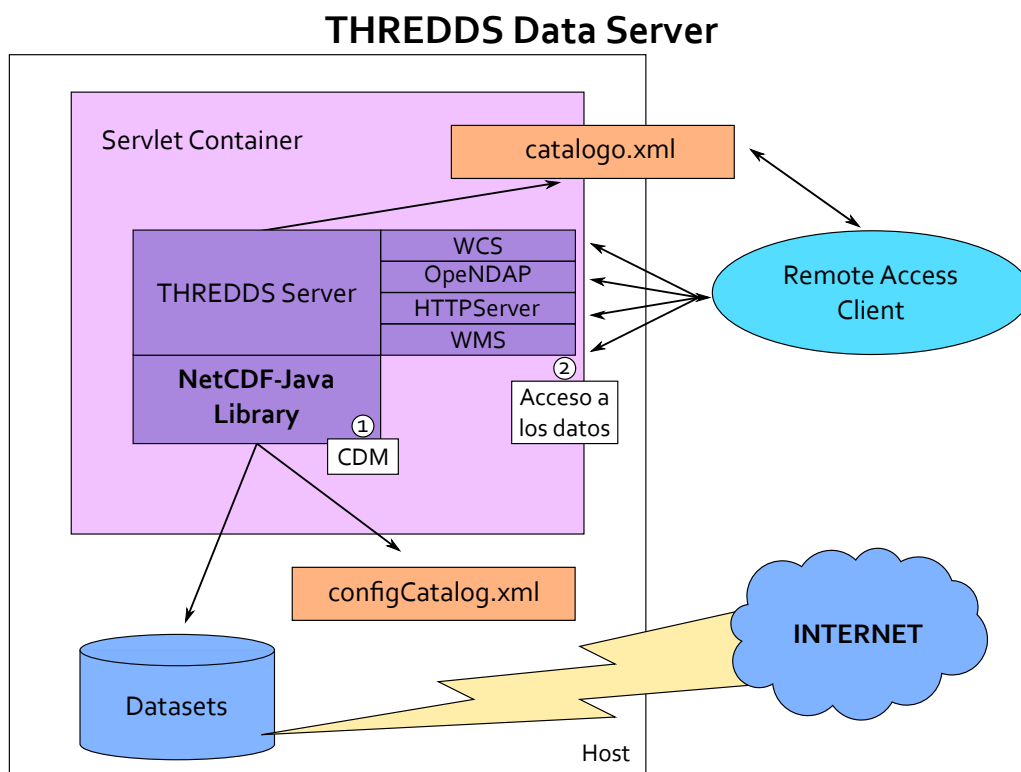 THREDDS Data Server
Servlet Container
catalogo.xml
WCS
OpeNDAP
HTTPServer
WMS
THREDDS Server
Remote Access
Client
NetCDF-Java
Library
1
CDM
2
Acceso a
los datos
configCatalog.xml
INTERNET
Datasets
Host